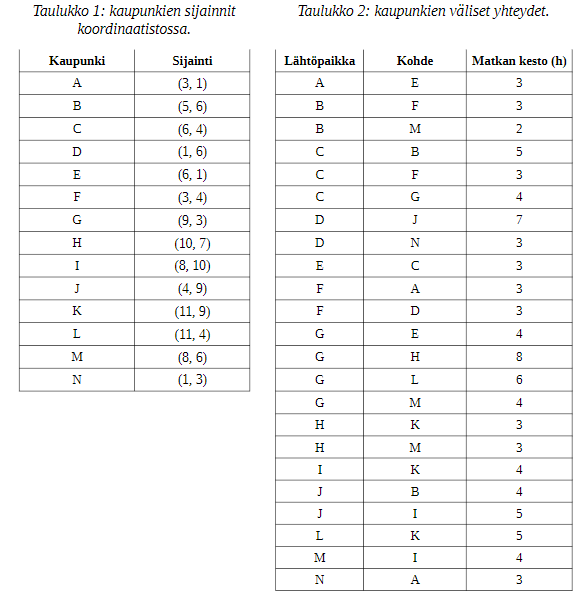 Taulukko 1: kaupunkien sijainnit
koordinaatistossa.
Kaupunki Sijainti
A (3, 1)
B (5, 6)
C (6, 4)
D (1, 6)
E (6, 1)
F (3, 4)
G (9, 3)
H (10, 7)
I (8, 10)
J (4, 9)
K (11, 9)
L (11, 4)
M (8, 6)
N (1, 3)
Taulukko 2: kaupunkien väliset yhteydet.
Lähtöpaikka Kohde Matkan kesto (h)
A E 3
B F 3
B M 2
C B 5
C F 3
C G 4
D J 7
D N 3
E C 3
F A 3
F D 3
G E 4
G H 8
G L 6
G M 4
H K 3
H M 3
I K 4
J B 4
J I 5
L K 5
M I 4
N A 3